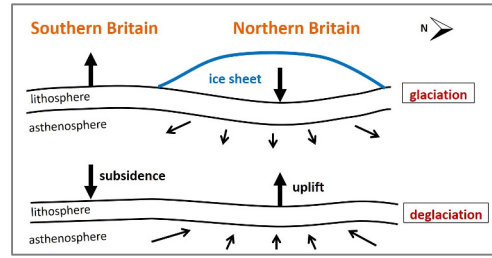 Southern Britain
Northern Britain
N
ice sheet
lithosphere
glaciation
asthenosphere
subsidence
uplift
lithosphere
deglaciation
asthenosphere